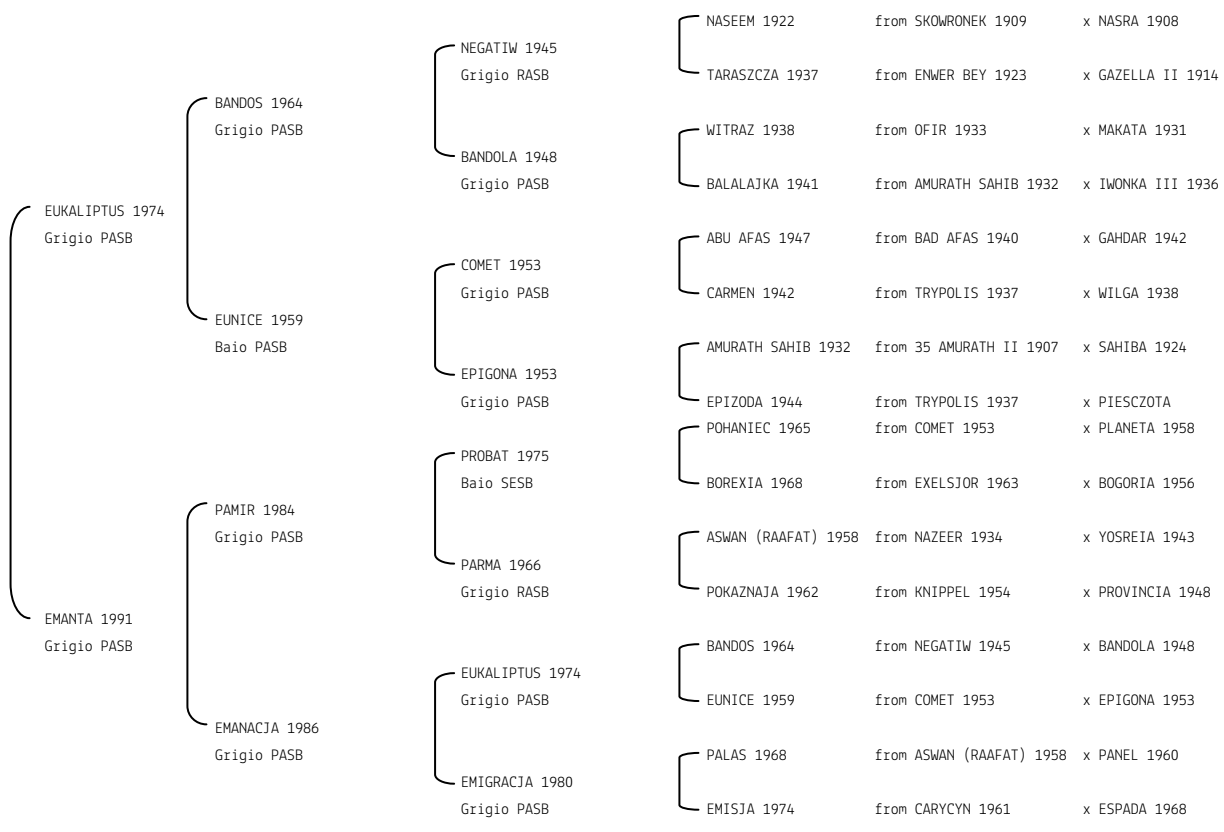 NASEEM 1922 from SKOWRONEK 1909 x NASRA 1908
NEGATIW 1945
Grigio RASB
TARASZCZA 1937 from ENWER BEY 1923 x GAZELLA II 1914
BANDOS 1964
Grigio PASB
WITRAZ 1938 from OFIR 1933 x MAKATA 1931
BANDOLA 1948
Grigio PASB
BALALAJKA 1941 from AMURATH SAHIB 1932 x IWONKA III 1936
EUKALIPTUS 1974
Grigio PASB
ABU AFAS 1947 from BAD AFAS 1940 x GAHDAR 1942
COMET 1953
Grigio PASB
CARMEN 1942 from TRYPOLIS 1937 x WILGA 1938
EUNICE 1959
Baio PASB
AMURATH SAHIB 1932 from 35 AMURATH II 1907 x SAHIBA 1924
EPIGONA 1953
Grigio PASB
EPIZODA 1944 from TRYPOLIS 1937 x PIESCZOTA
POHANIEC 1965 from COMET 1953 x PLANETA 1958
PROBAT 1975
Baio SESB
BOREXIA 1968 from EXELSJOR 1963 x BOGORIA 1956
PAMIR 1984
Grigio PASB
ASWAN (RAAFAT) 1958 from NAZEER 1934 x YOSREIA 1943
PARMA 1966
Grigio RASB
POKAZNAJA 1962 from KNIPPEL 1954 x PROVINCIA 1948
EMANTA 1991
Grigio PASB
BANDOS 1964 from NEGATIW 1945 x BANDOLA 1948
EUKALIPTUS 1974
Grigio PASB
EUNICE 1959 from COMET 1953 x EPIGONA 1953
EMANACJA 1986
Grigio PASB
PALAS 1968 from ASWAN (RAAFAT) 1958 x PANEL 1960
EMIGRACJA 1980
Grigio PASB
EMISJA 1974 from CARYCYN 1961 x ESPADA 1968